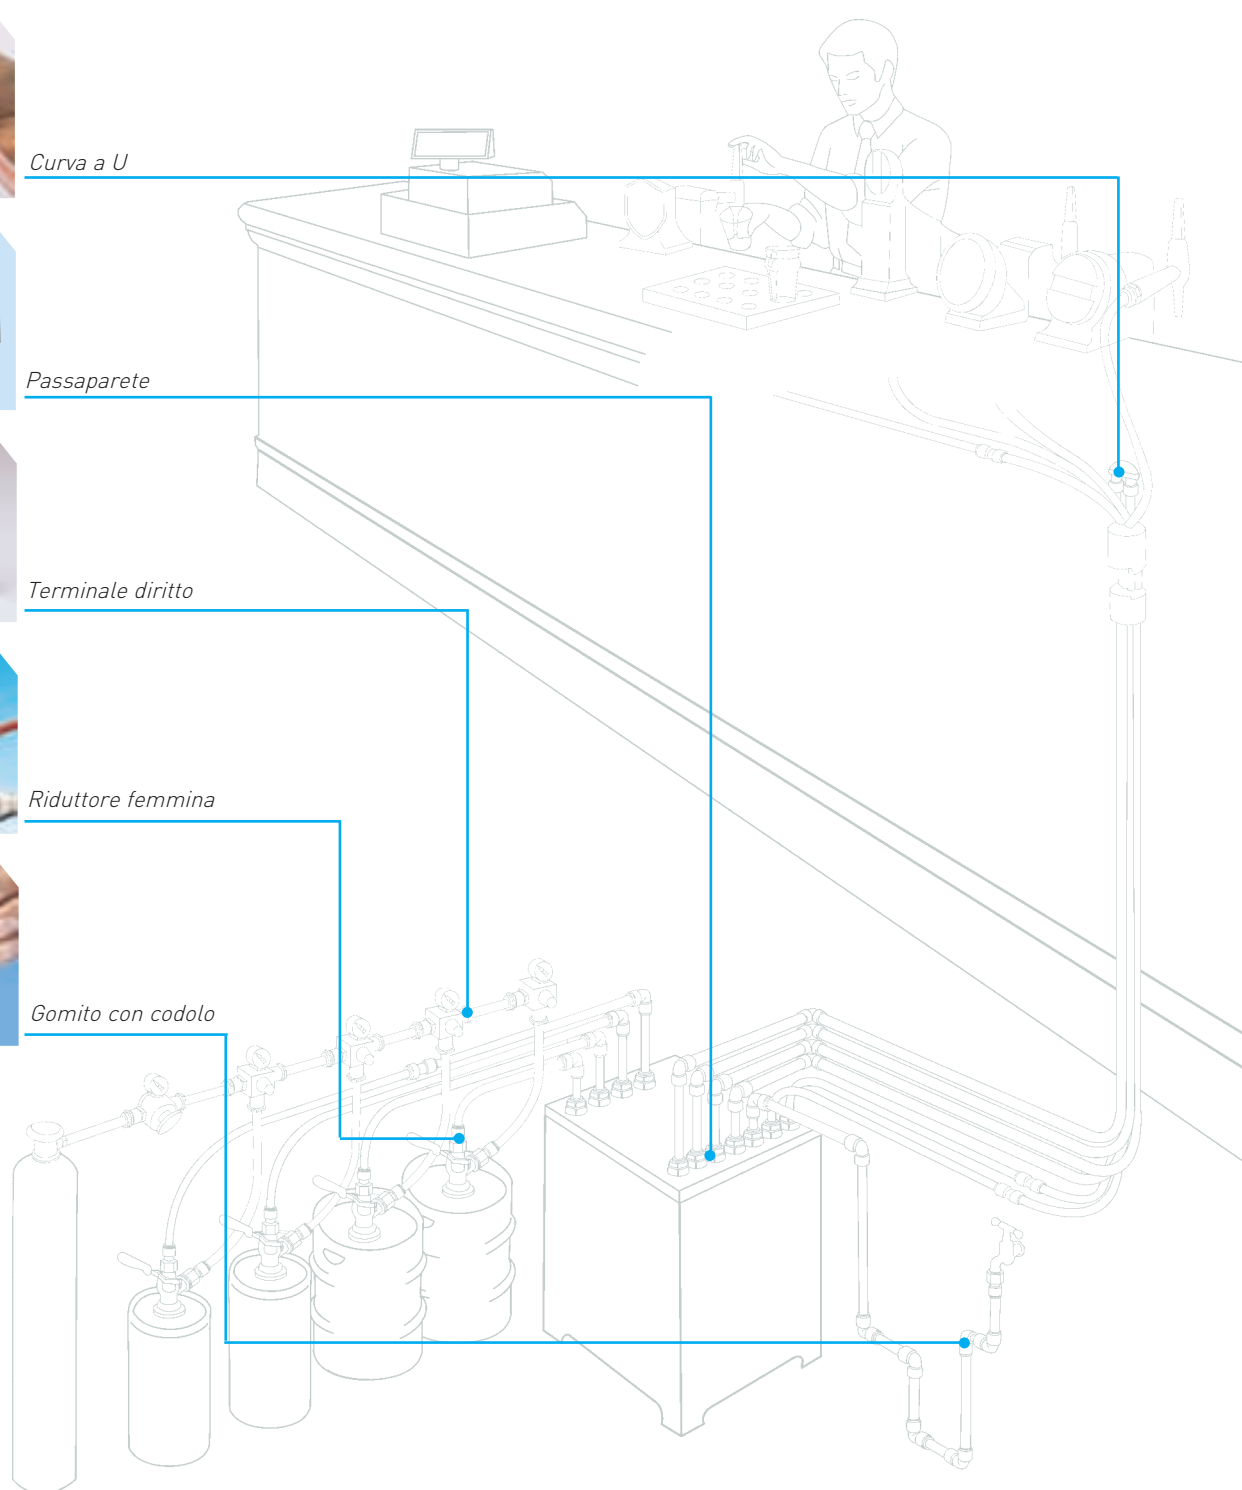 Curva a U
Passaparete
Terminale diritto
Riduttore femmina
Gomito con codolo